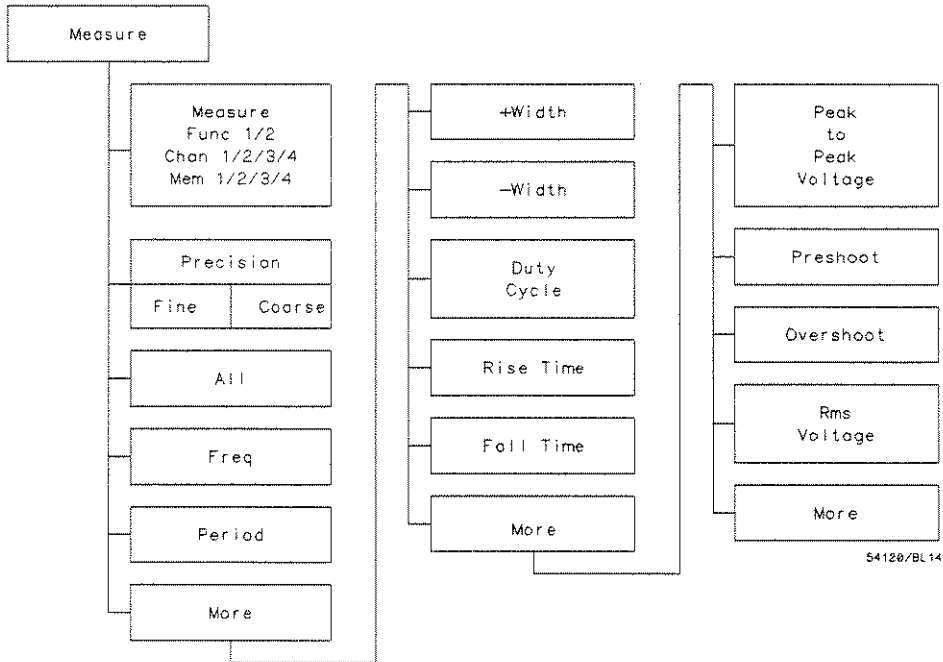 Measure
Measure
Func 1/2
Chan 1/2/3/4
Mem 1/2/3/4
Precision
Fine Coarse
All
Freq
Period
More
+Width
-Width
Duty
Cycle
Rise Time
Fall Time
More
Peak
to
Peak
Voltage
Preshoot
Overshoot
Rms
Voltage
More
54120/BL14